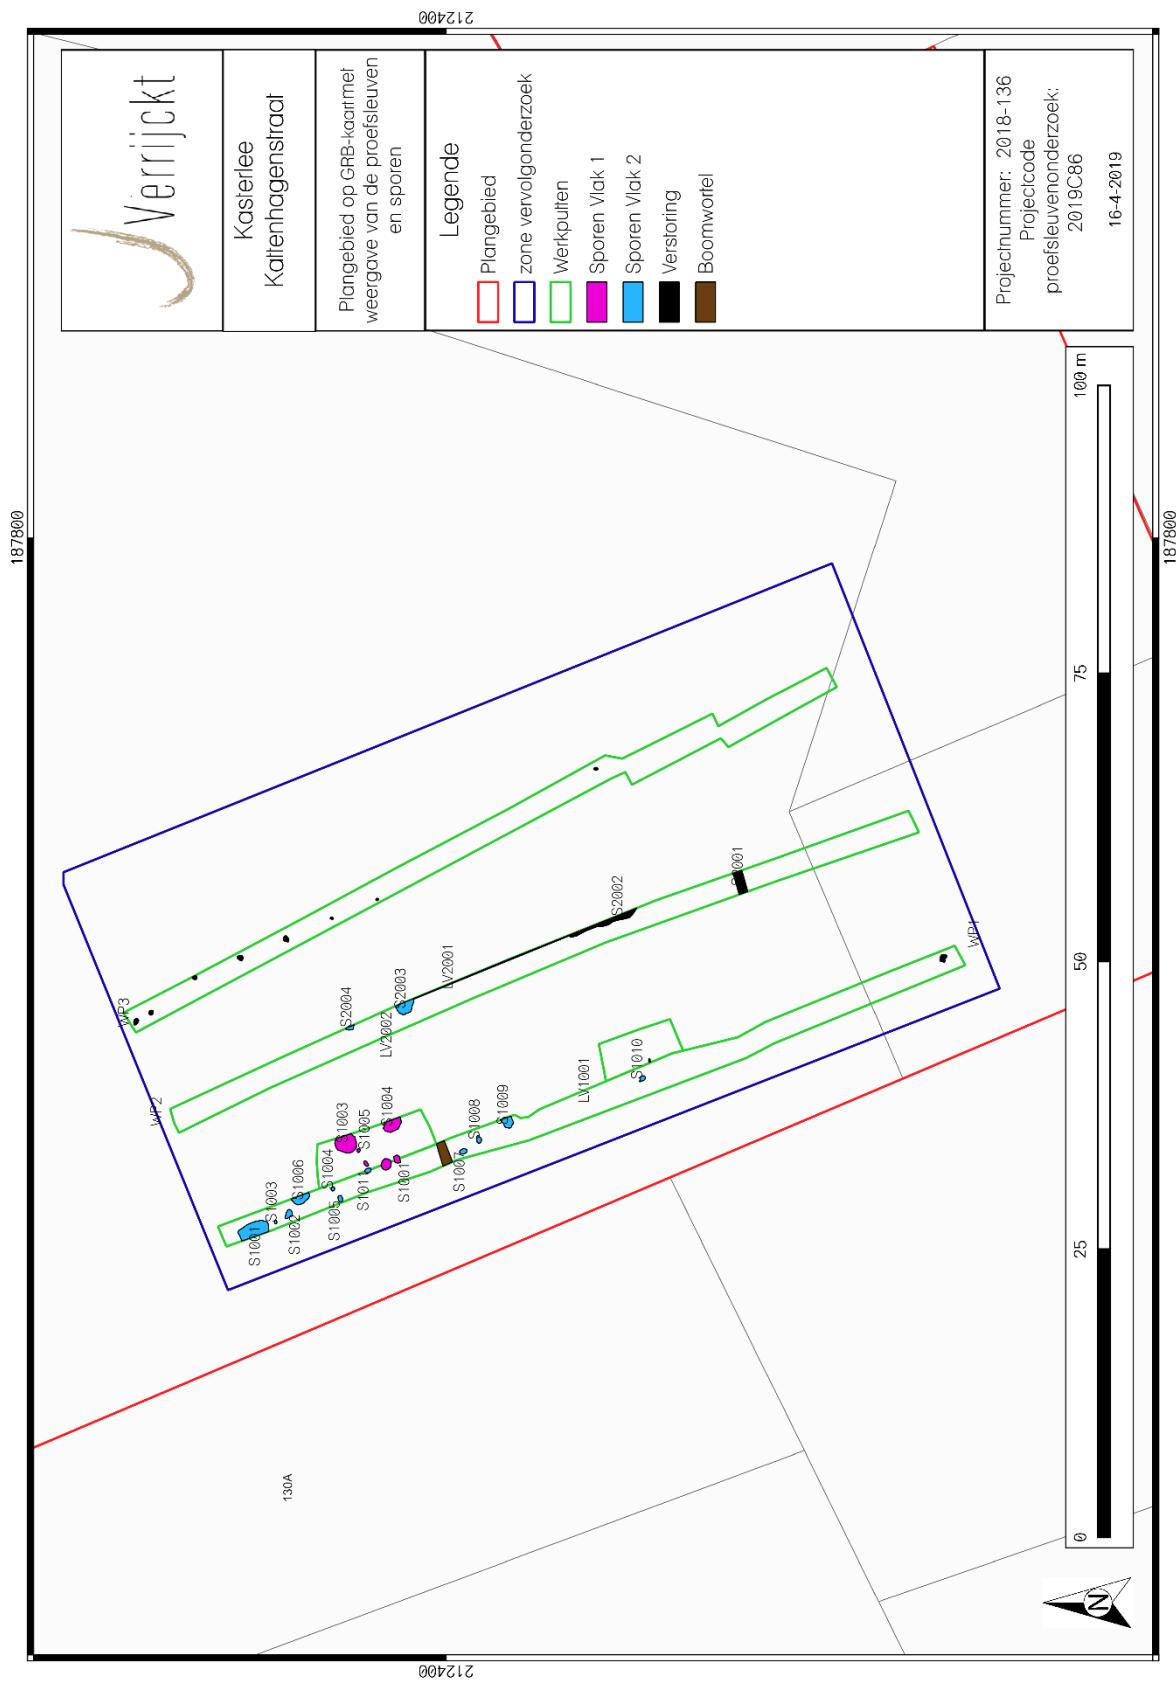 Verrijckt
Kasterlee
Kattenhagenstraat
Plangebied op GRB-kaart met
weergave van de proefsleuven
en sporen
Legende
Plangebied
zone vervolgonderzoek
Werkputten
Sporen Vlak 1
Sporen Vlak 2
Verstoring
Boomwortel
Projectnummer: 2018-136
Projectcode
proefsleuvenonderzoek:
2019C86
16-4-2019
212400
212400
187800
187800
WP3
WP2
WP1
S2004
S2003
LV2002
LV2001
S2002
S2001
LV1001
S1010
S1003
S1005
S1004
S1001
S1009
S1008
S1007
S1006
S1004
S1011
S1005
S1003
S1002
S1001
130A
0
25
50
75
100 m
N